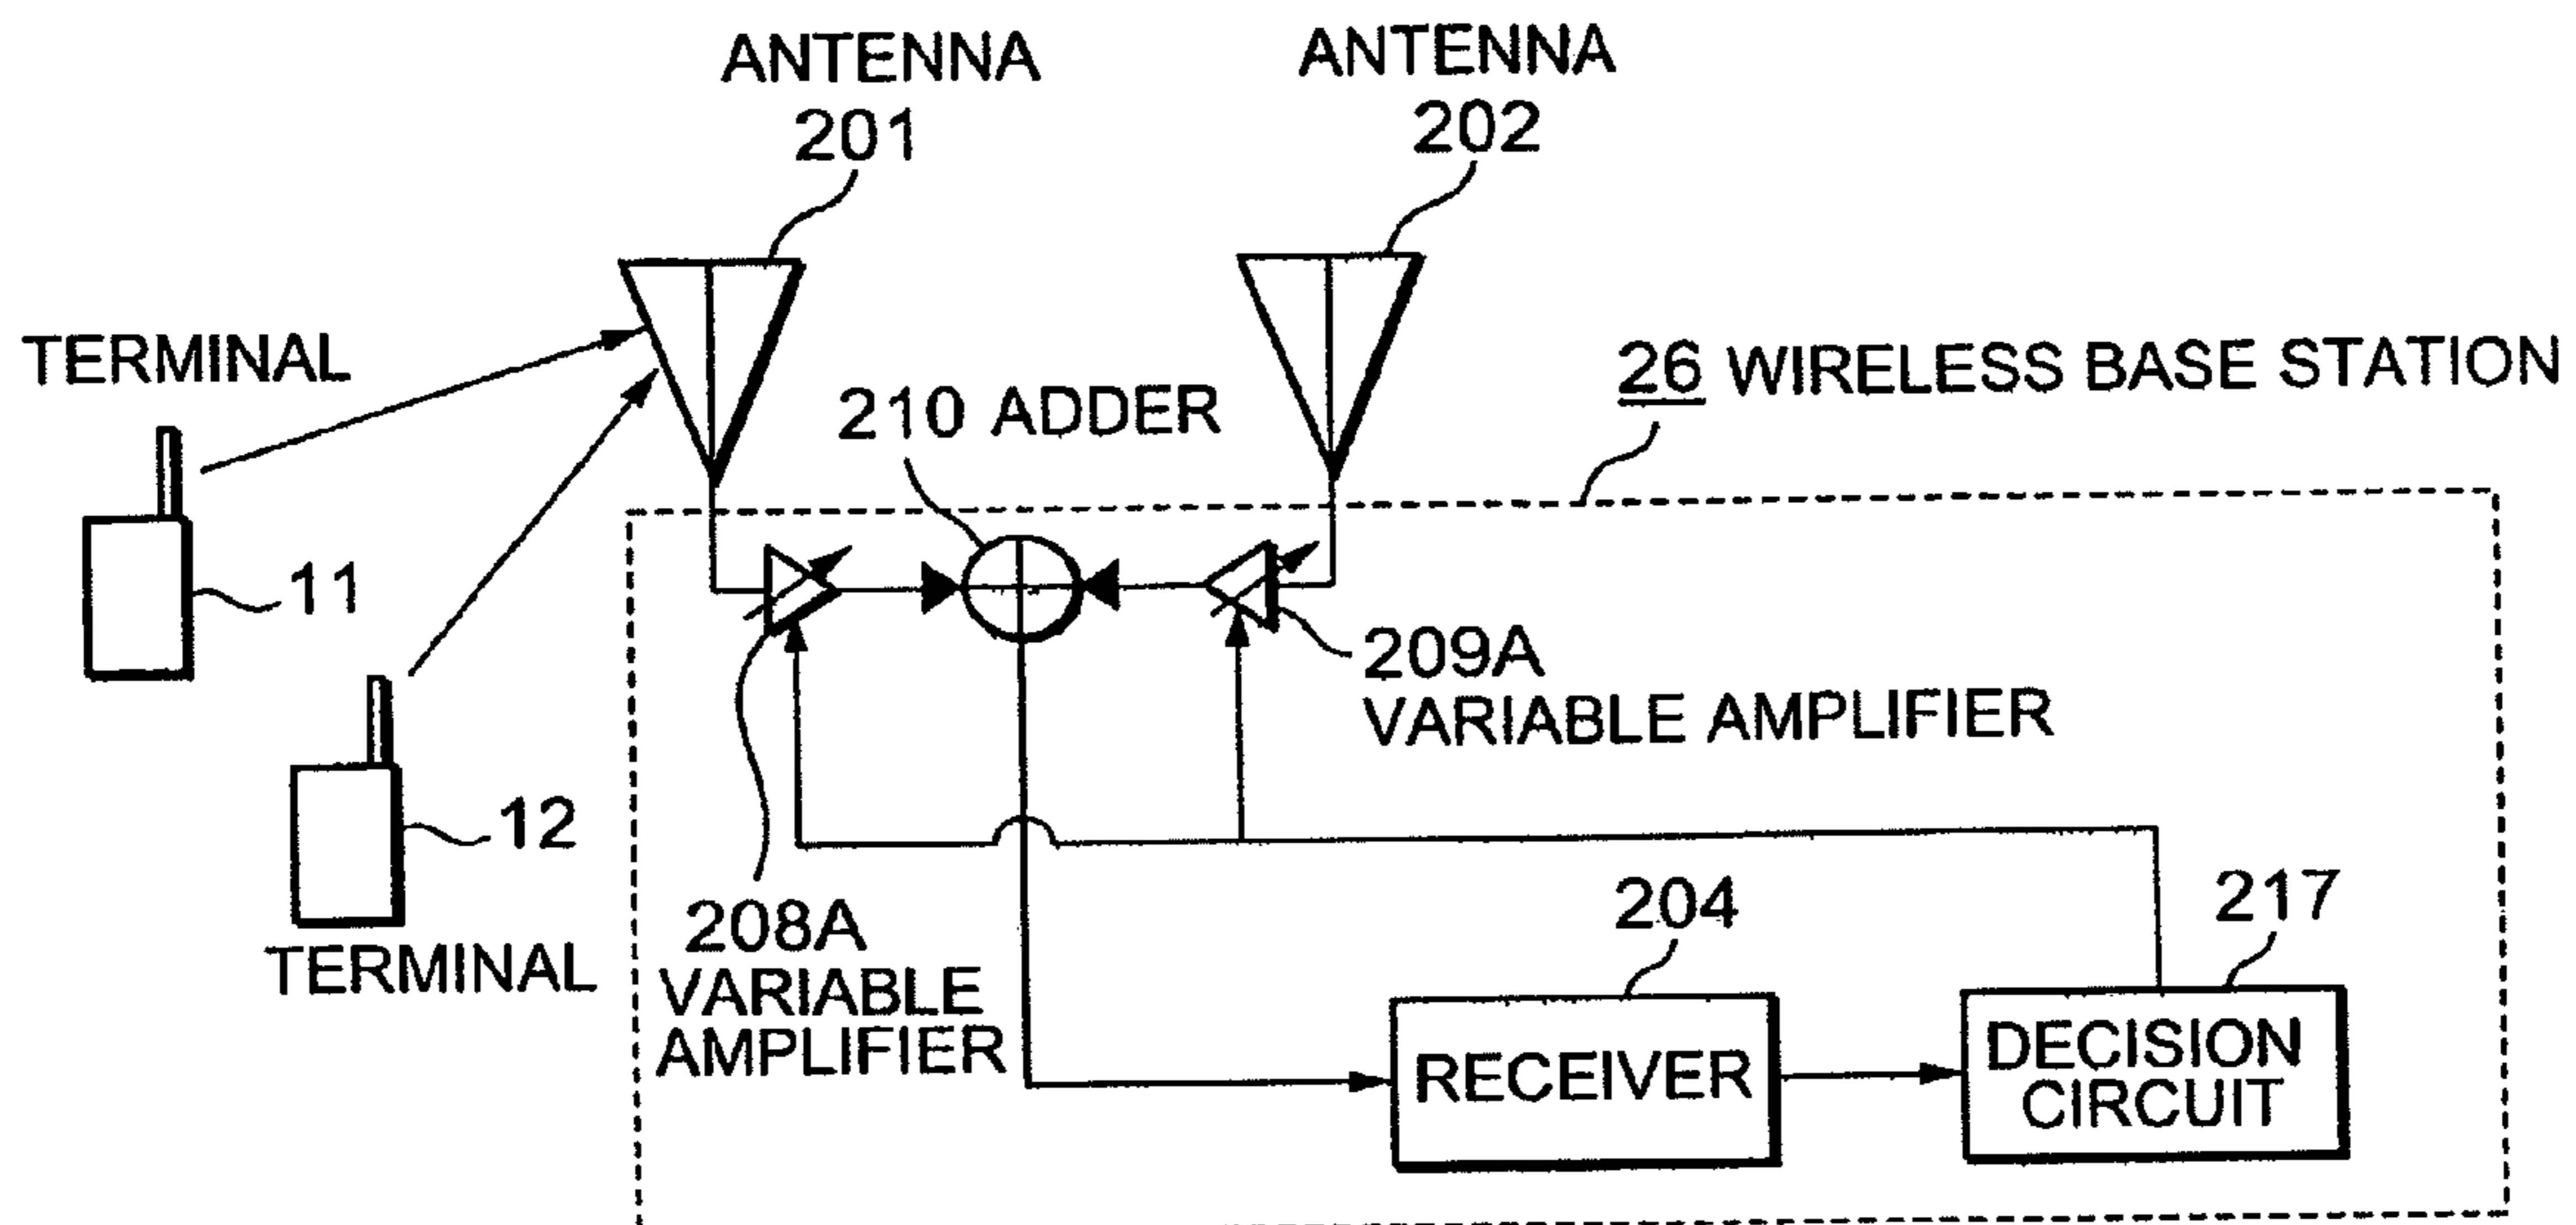 ANTENNA
201
ANTENNA
202
TERMINAL
210 ADDER
26 WIRELESS BASE STATION
11
209A
VARIABLE AMPLIFIER
12
TERMINAL
208A
VARIABLE
AMPLIFIER
204
217
RECEIVER
DECISION
CIRCUIT